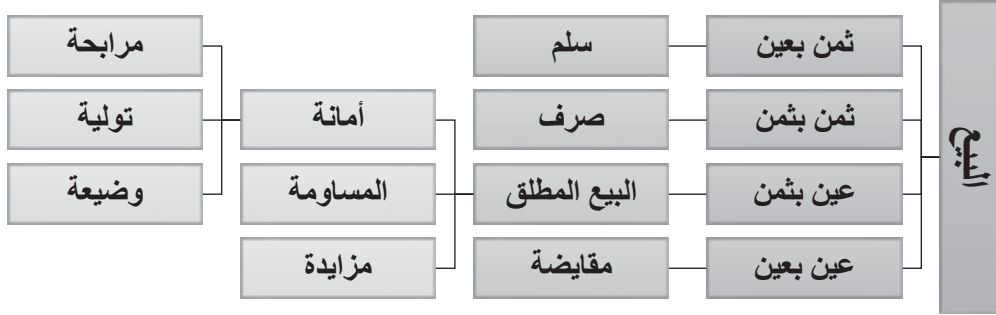 البيع
ثمن بعين
سلم
ثمن بثمن
صرف
عين بثمن
البيع المطلق
عين بعين
مقايضة
أمانة
المساومة
مزايدة
مرابحة
تولية
وضيعة